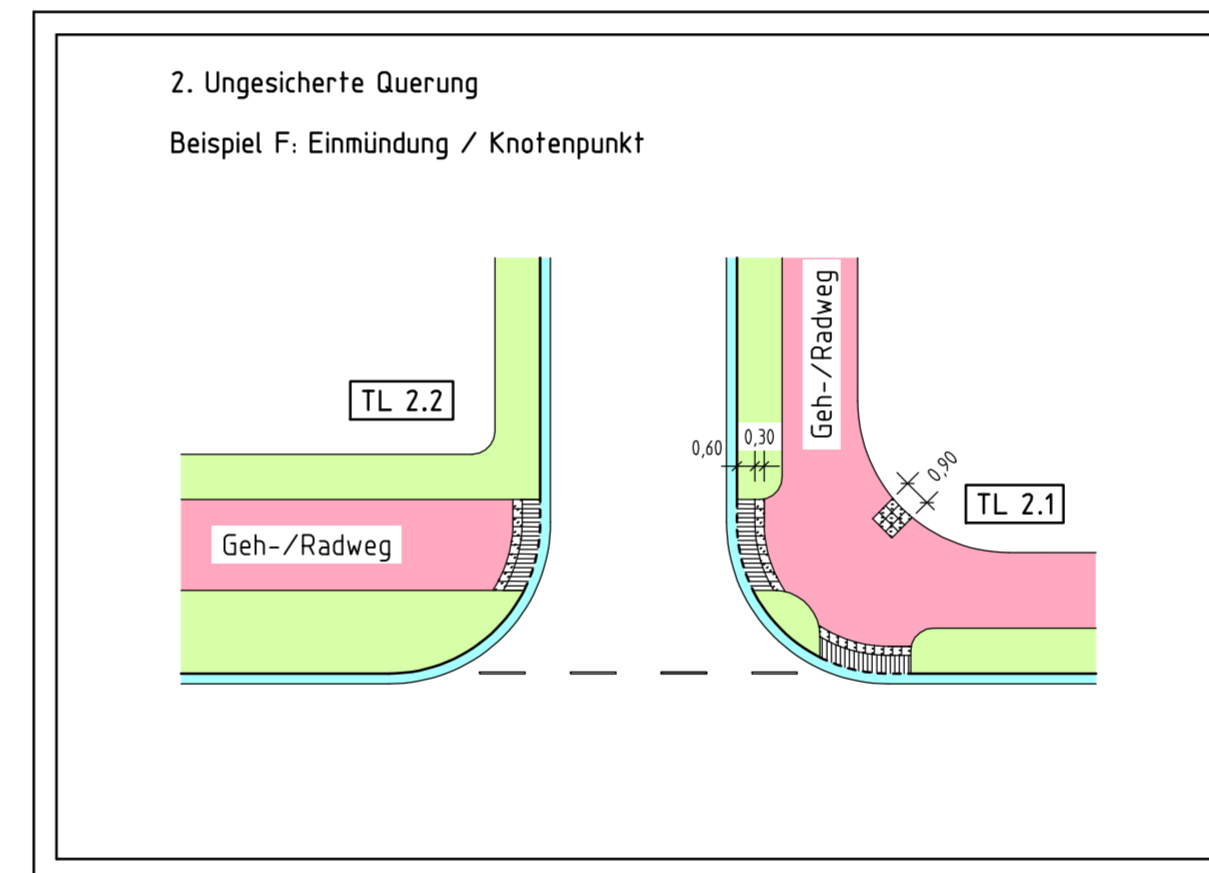 2. Ungesicherte Querung
Beispiel F: Einmündung / Knotenpunkt
Geh-/Radweg
TL 2.2
0,60
0,30
0,90
TL 2.1
Geh-/Radweg